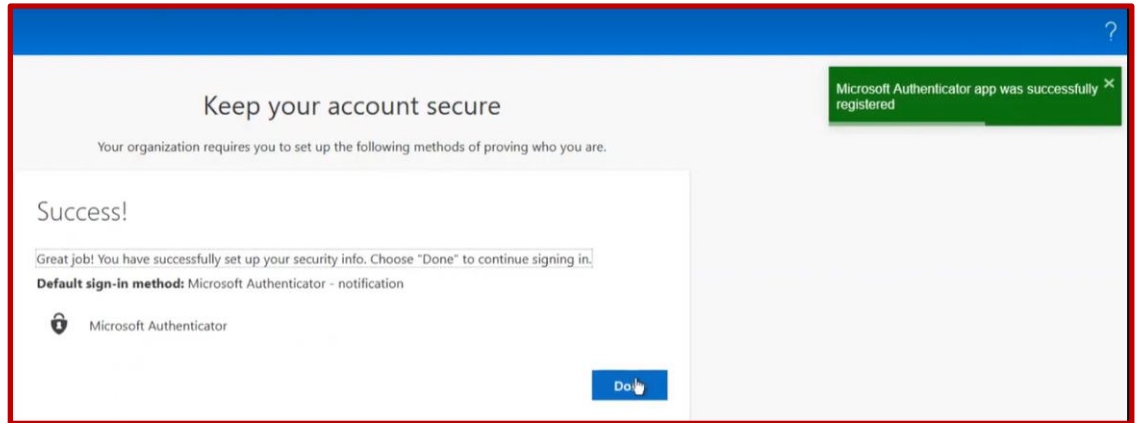 ?
Microsoft Authenticator app was successfully
registered
Keep your account secure
Your organization requires you to set up the following methods of proving who you are.
Success!
Great job! You have successfully set up your security info. Choose "Done" to continue signing in.
Default sign-in method: Microsoft Authenticator - notification
Microsoft Authenticator